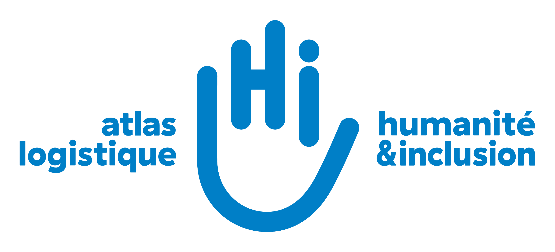 atlas
logistique
Hi
humanité
&inclusion